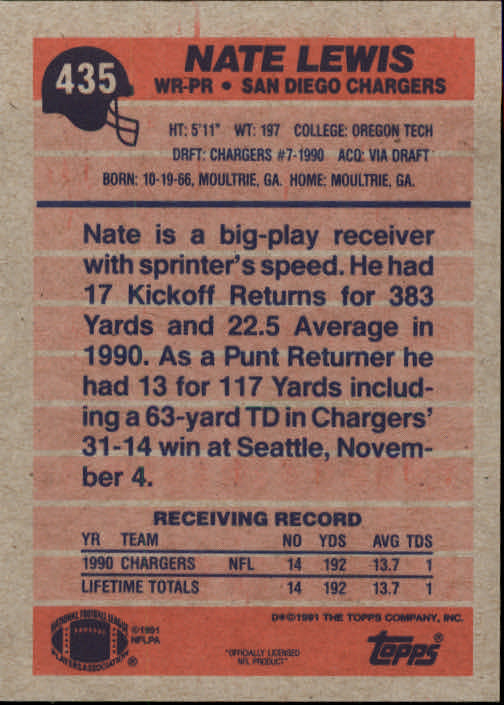 435
NATE LEWIS
WR-PR • SAN DIEGO CHARGERS
HT: 5'11" WT: 197 COLLEGE: OREGON TECH
DRFT: CHARGERS #7-1990 ACQ: VIA DRAFT
BORN: 10-19-66, MOULTRIE, GA. HOME: MOULTRIE, GA.
Nate is a big-play receiver
with sprinter's speed. He had
17 Kickoff Returns for 383
Yards and 22.5 Average in
1990. As a Punt Returner he
had 13 for 117 Yards includ-
ing a 63-yard TD in Chargers'
31-14 win at Seattle, Novem-
ber 4.
RECEIVING RECORD
YR TEAM NO YDS AVG TDS
1990 CHARGERS NFL 14 192 13.7 1
LIFETIME TOTALS 14 192 13.7 1
D*©1991 THE TOPPS COMPANY, INC.
NATIONAL FOOTBALL LEAGUE
PLAYERS ASSOCIATION
®
©1991
NFLPA
"OFFICIALLY LICENSED
NFL PRODUCT"
topps®